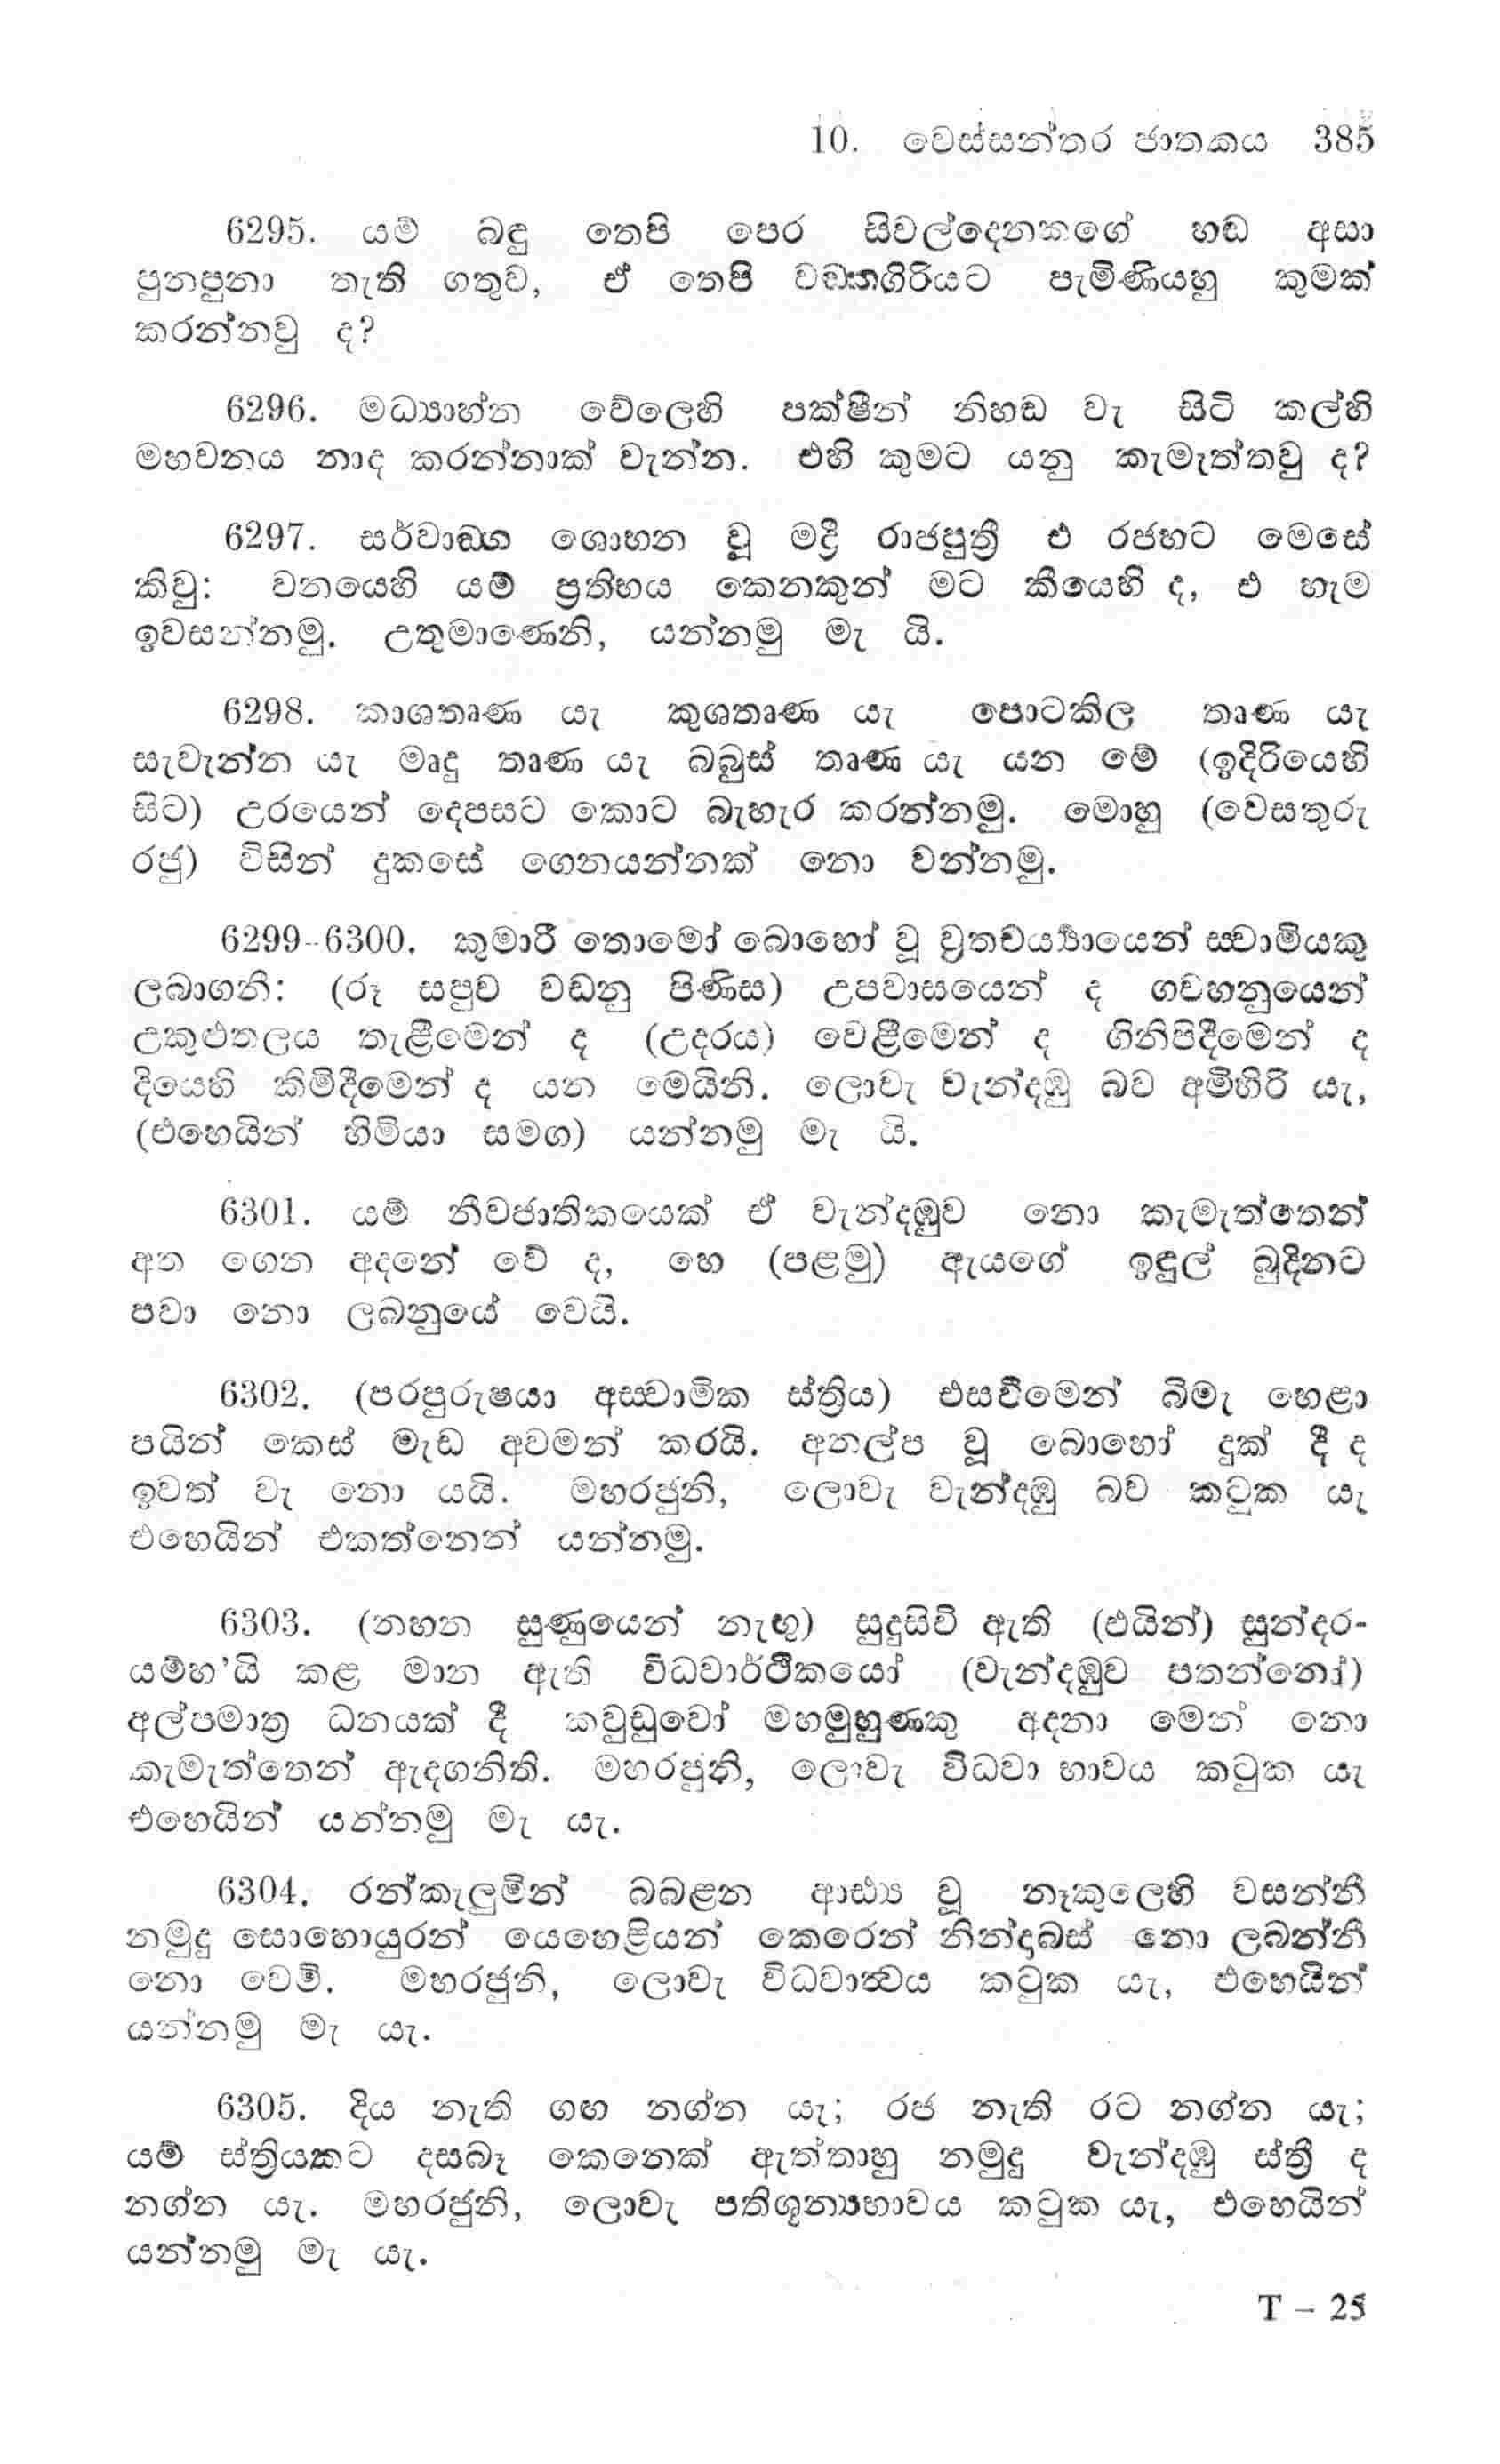 10. වෙස්සන්තර ජාතකය 385
6295. යම් බඳු තෙපි පෙර සිවල්දෙනකගේ හඬ අසා
පුනපුනා තැති ගතුව, ඒ තෙපි වඞ්කගිරියට පැමිණියහු කුමක්
කරන්නවු ද?
6296. මධ්‍යාහ්න වේලෙහි පක්ෂීන් නිහඬ වැ සිටි කල්හි
මහවනය නාද කරන්නාක් වැන්න. එහි කුමට යනු කැමැත්තවු ද?
6297. සර්වාඞ්ග ශොභන වූ මද්‍රී රාජපුත්‍රී එ රජහට මෙසේ
කිවු: වනයෙහි යම් ප්‍රතිභය කෙනකුන් මට කීයෙහි ද, එ හැම
ඉවසන්නමු. උතුමාණෙනි, යන්නමු මැ යි.
6298. කාශතෘණ යැ කුශතෘණ යැ පොටකිල තෘණ යැ
සැවැන්න යැ මෘදු තෘණ යැ බබුස් තෘණ යැ යන මේ (ඉදිරියෙහි
සිට) උරයෙන් දෙපසට කොට බැහැර කරන්නමු. මොහු (වෙසතුරු
රජු) විසින් දුකසේ ගෙනයන්නක් නො වන්නමු.
6299-6300. කුමාරී තොමෝ බොහෝ වූ ව්‍රතචර්‍ය්‍යායෙන් ස්වාමියකු
ලබාගනී: (රූ සපුව වඩනු පිණිස) උපවාසයෙන් ද ගවහනුයෙන්
උකුළුතලය තැළීමෙන් ද (උදරය) වෙළීමෙන් ද ගිනිපිදීමෙන් ද
දියෙහි කිමිදීමෙන් ද යන මෙයිනි. ලොවැ වැන්දඹු බව අමිහිරි යැ,
(එහෙයින් හිමියා සමග) යන්නමු මැ යි.
6301. යම් නීචජාතිකයෙක් ඒ වැන්දඹුව නො කැමැත්තෙන්
අත ගෙන අදනේ වේ ද, හෙ (පළමු) ඇයගේ ඉඳුල් බුදිනට
පවා නො ලබනුයේ වෙයි.
6302. (පරපුරුෂයා අස්වාමික ස්ත්‍රිය) එසවීමෙන් බිමැ හෙළා
පයින් කෙස් මැඩ අවමන් කරයි. අනල්ප වූ බොහෝ දුක් දී ද
ඉවත් වැ නො යයි. මහරජුනි, ලොවැ වැන්දඹු බව කටුක යැ
එහෙයින් එකත්නෙන් යන්නමු.
6303. (නහන සුණුයෙන් නැඟූ) සුදුසිවි ඇති (එයින්) සුන්දර-
යම්හ'යි කළ මාන ඇති විධවාර්ථිකයෝ (වැන්දඹුව පතන්නෝ)
අල්පමාත්‍ර ධනයක් දී කවුඩුවෝ මහමුහුණකු අදනා මෙන් නො
කැමැත්තෙන් ඇදගනිති. මහරජුනි, ලොවැ විධවා භාවය කටුක යැ
එහෙයින් යන්නමු මැ යැ.
6304. රන්කැලුමින් බබළන ආඪ්‍ය වූ නෑකුලෙහි වසන්නී
නමුදු සොහොයුරන් යෙහෙළියන් කෙරෙන් නින්දාබස් නො ලබන්නී
නො වෙමි. මහරජුනි, ලොවැ විධවාත්වය කටුක යැ, එහෙයින්
යන්නමු මැ යැ.
6305. දිය නැති ගඟ නග්න යැ; රජ නැති රට නග්න යැ;
යම් ස්ත්‍රියකට දසබෑ කෙනෙක් ඇත්තාහු නමුදු වැන්දඹු ස්ත්‍රී ද
නග්න යැ. මහරජුනි, ලොවැ පතිශූන්‍යභාවය කටුක යැ, එහෙයින්
යන්නමු මැ යැ.
T – 25